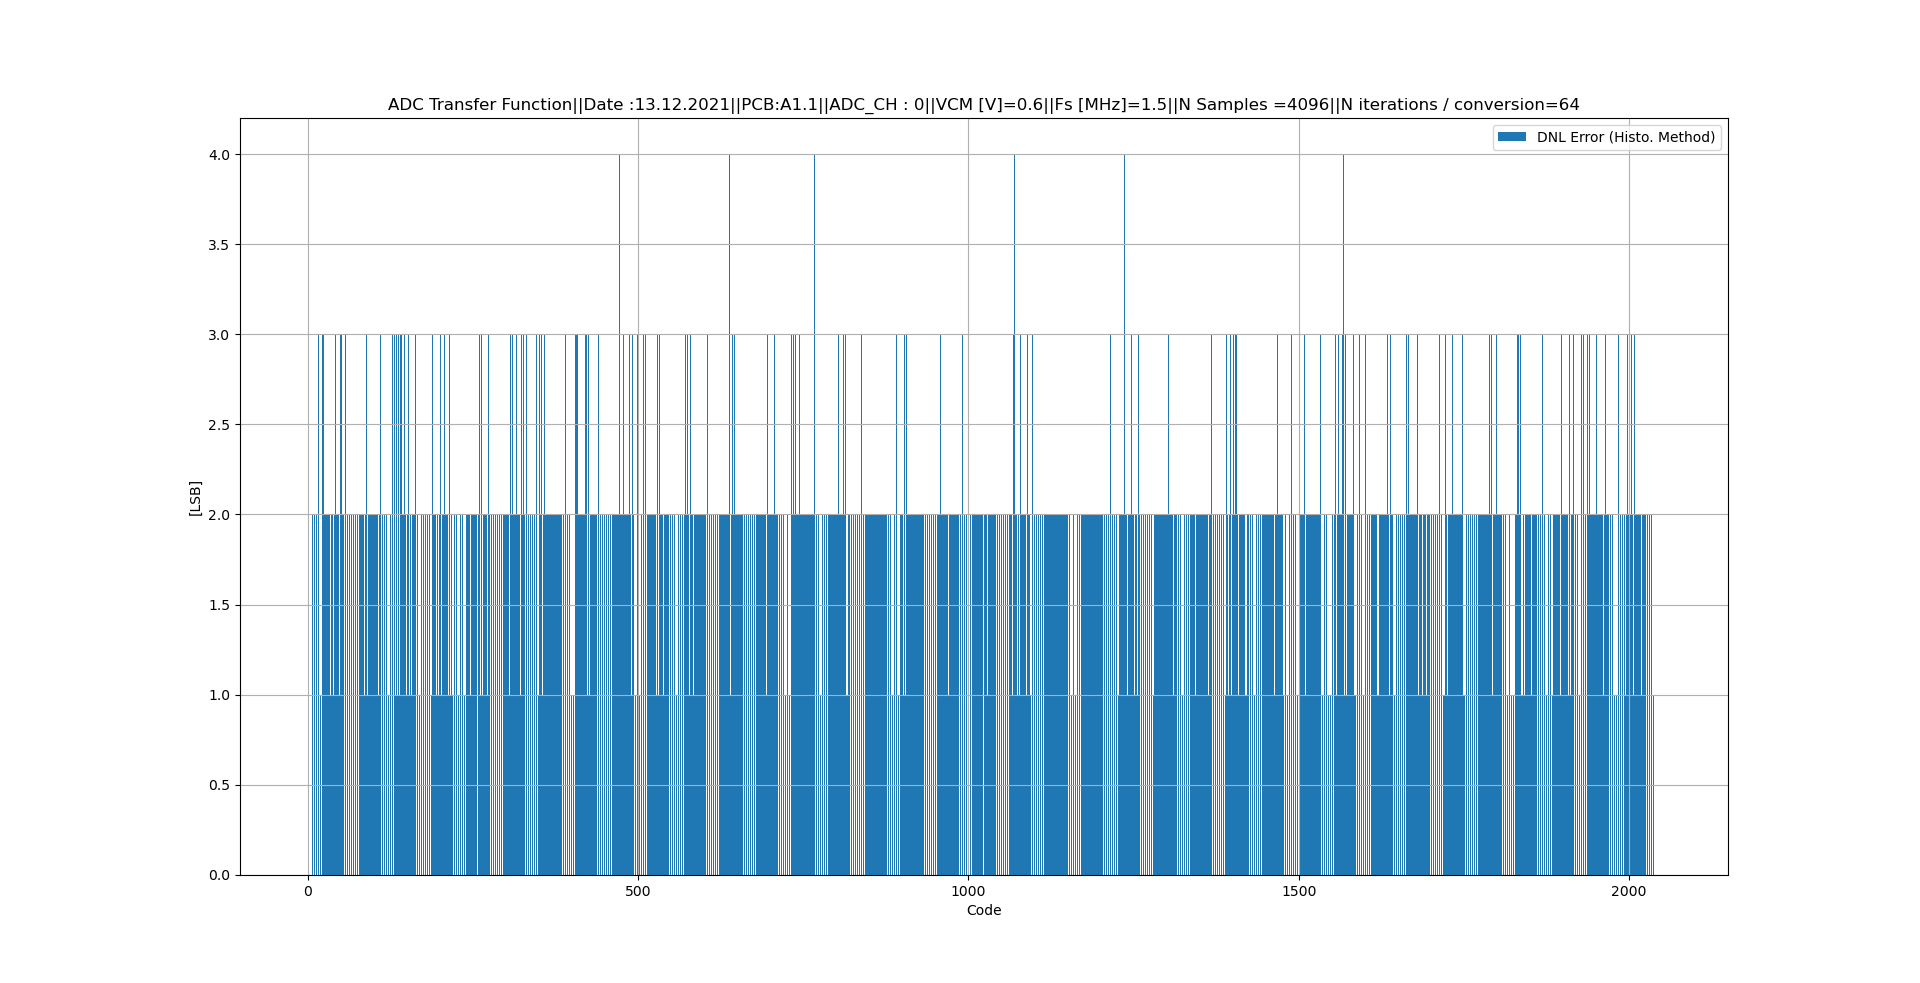 ADC Transfer Function||Date :13.12.2021||PCB:A1.1||ADC_CH : 0||VCM [V]=0.6||Fs [MHz]=1.5||N Samples =4096||N iterations / conversion=64
DNL Error (Histo. Method)
4.0
3.5
3.0
2.5
2.0
1.5
1.0
0.5
0.0
[LSB]
0 500 1000 1500 2000
Code